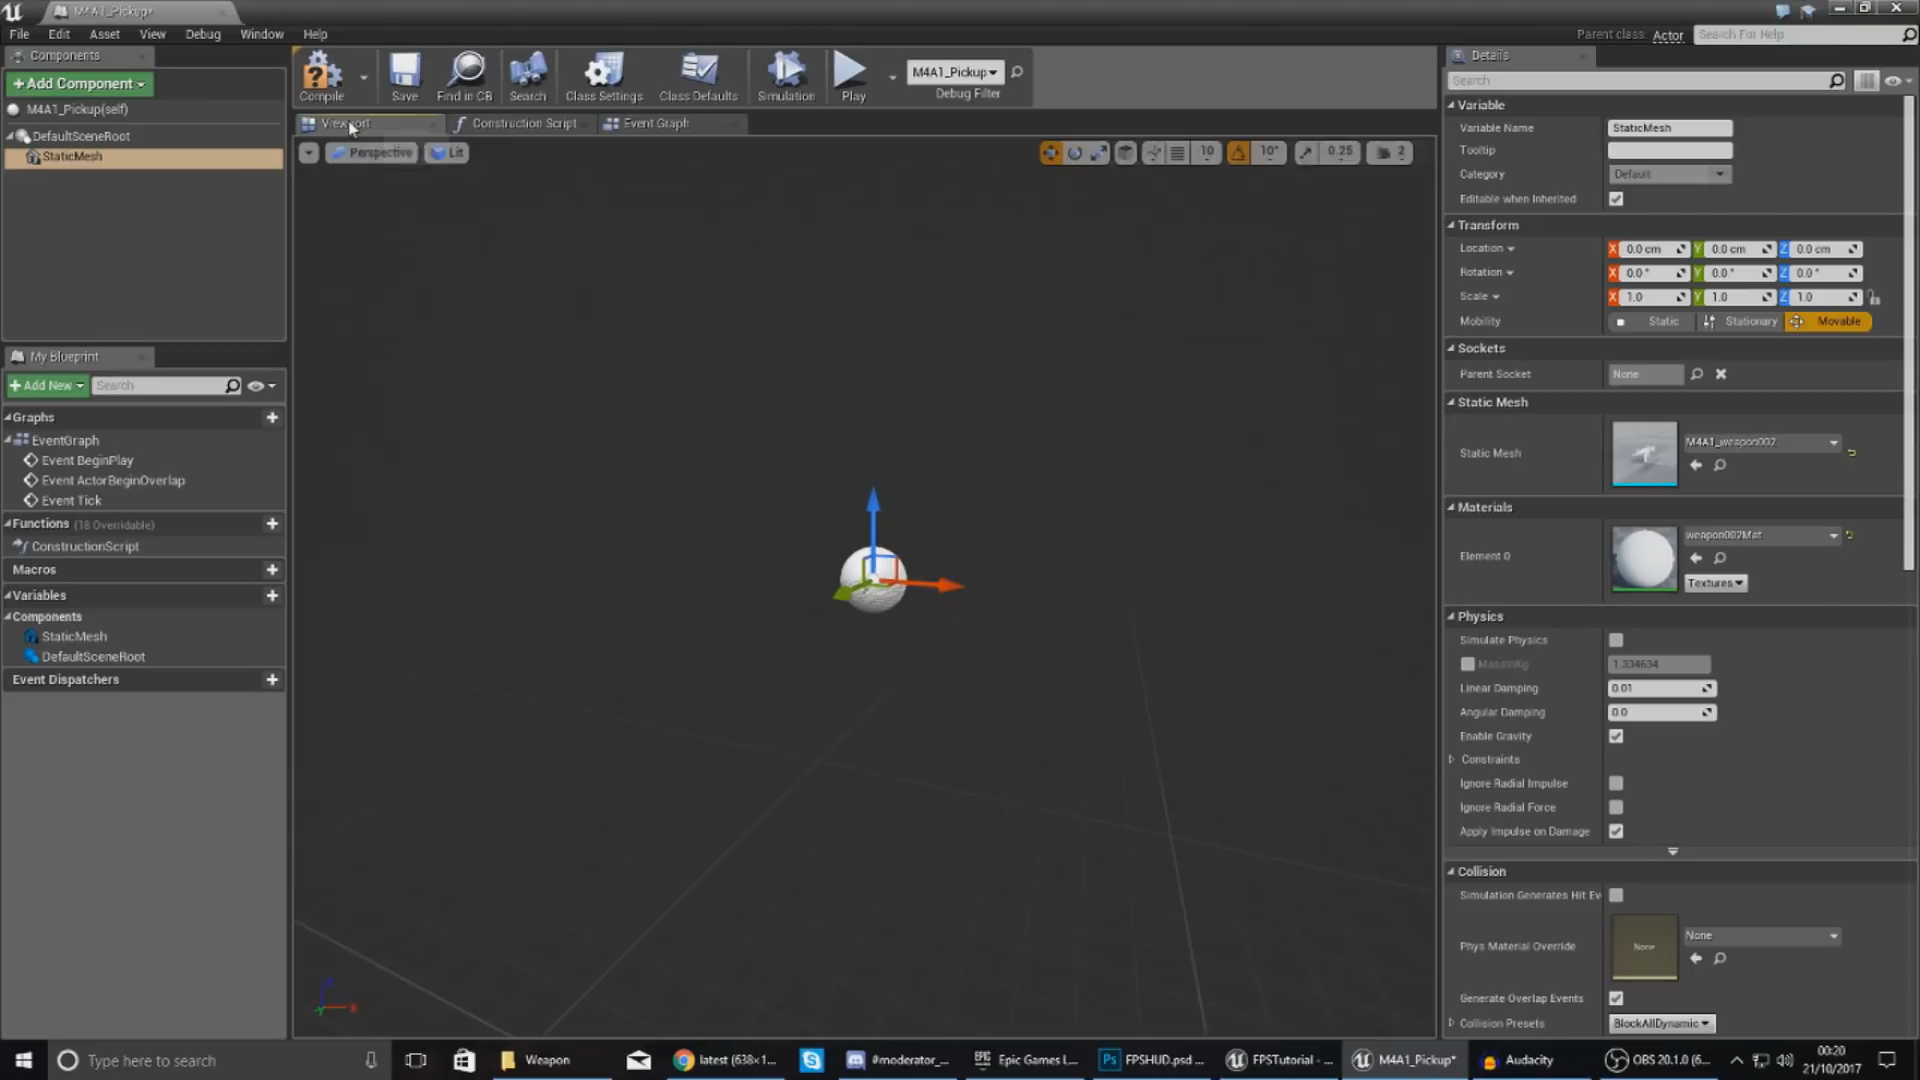 M4A1_Pickup*
File Edit Asset View Debug Window Help
Parent class: Actor
Search For Help
Components
+Add Component
M4A1_Pickup(self)
DefaultSceneRoot
StaticMesh
Compile
Save
Find in CB
Search
Class Settings
Class Defaults
Simulation
Play
M4A1_Pickup
Debug Filter
Viewport
Construction Script
Event Graph
Perspective
Lit
10
10°
0.25
2
My Blueprint
+Add New
Search
Graphs
EventGraph
Event BeginPlay
Event ActorBeginOverlap
Event Tick
Functions (18 Overridable)
ConstructionScript
Macros
Variables
Components
StaticMesh
DefaultSceneRoot
Event Dispatchers
Details
Search
Variable
Variable Name StaticMesh
Tooltip
Category Default
Editable when Inherited
Transform
Location X 0.0 cm Y 0.0 cm Z 0.0 cm
Rotation X 0.0 ° Y 0.0 ° Z 0.0 °
Scale X 1.0 Y 1.0 Z 1.0
Mobility Static Stationary Movable
Sockets
Parent Socket None
Static Mesh
Static Mesh M4A1_weapon002
Materials
Element 0 weapon002Mat
Textures
Physics
Simulate Physics
MassInKg 1.334634
Linear Damping 0.01
Angular Damping 0.0
Enable Gravity
Constraints
Ignore Radial Impulse
Ignore Radial Force
Apply Impulse on Damage
Collision
Simulation Generates Hit Ev
Phys Material Override None None
Generate Overlap Events
Collision Presets BlockAllDynamic
Type here to search
Weapon
latest (638×1...
#moderator_...
Epic Games L...
FPSHUD.psd ...
FPSTutorial - ...
M4A1_Pickup*
Audacity
OBS 20.1.0 (6...
00:20
21/10/2017